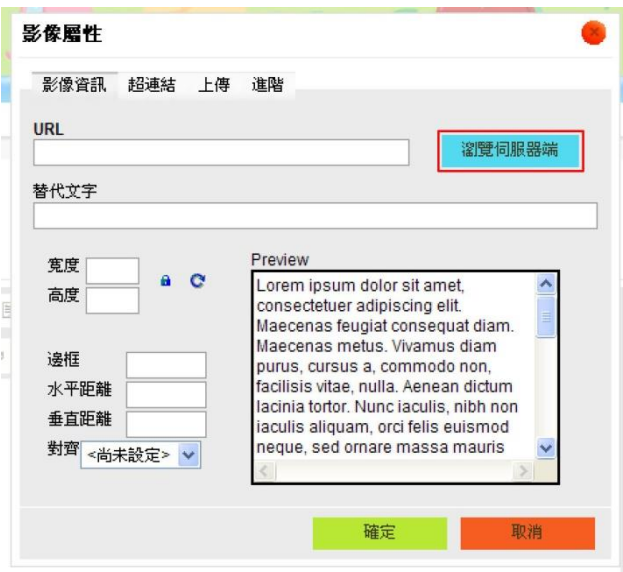 影像屬性
影像資訊 超連結 上傳 進階
URL
瀏覽伺服器端
替代文字
寬度
高度
Preview
Lorem ipsum dolor sit amet,
consectetuer adipiscing elit.
Maecenas feugiat consequat diam.
Maecenas metus. Vivamus diam
purus, cursus a, commodo non,
facilisis vitae, nulla. Aenean dictum
lacinia tortor. Nunc iaculis, nibh non
iaculis aliquam, orci felis euismod
neque, sed ornare massa mauris
邊框
水平距離
垂直距離
對齊 <尚未設定>
確定 取消